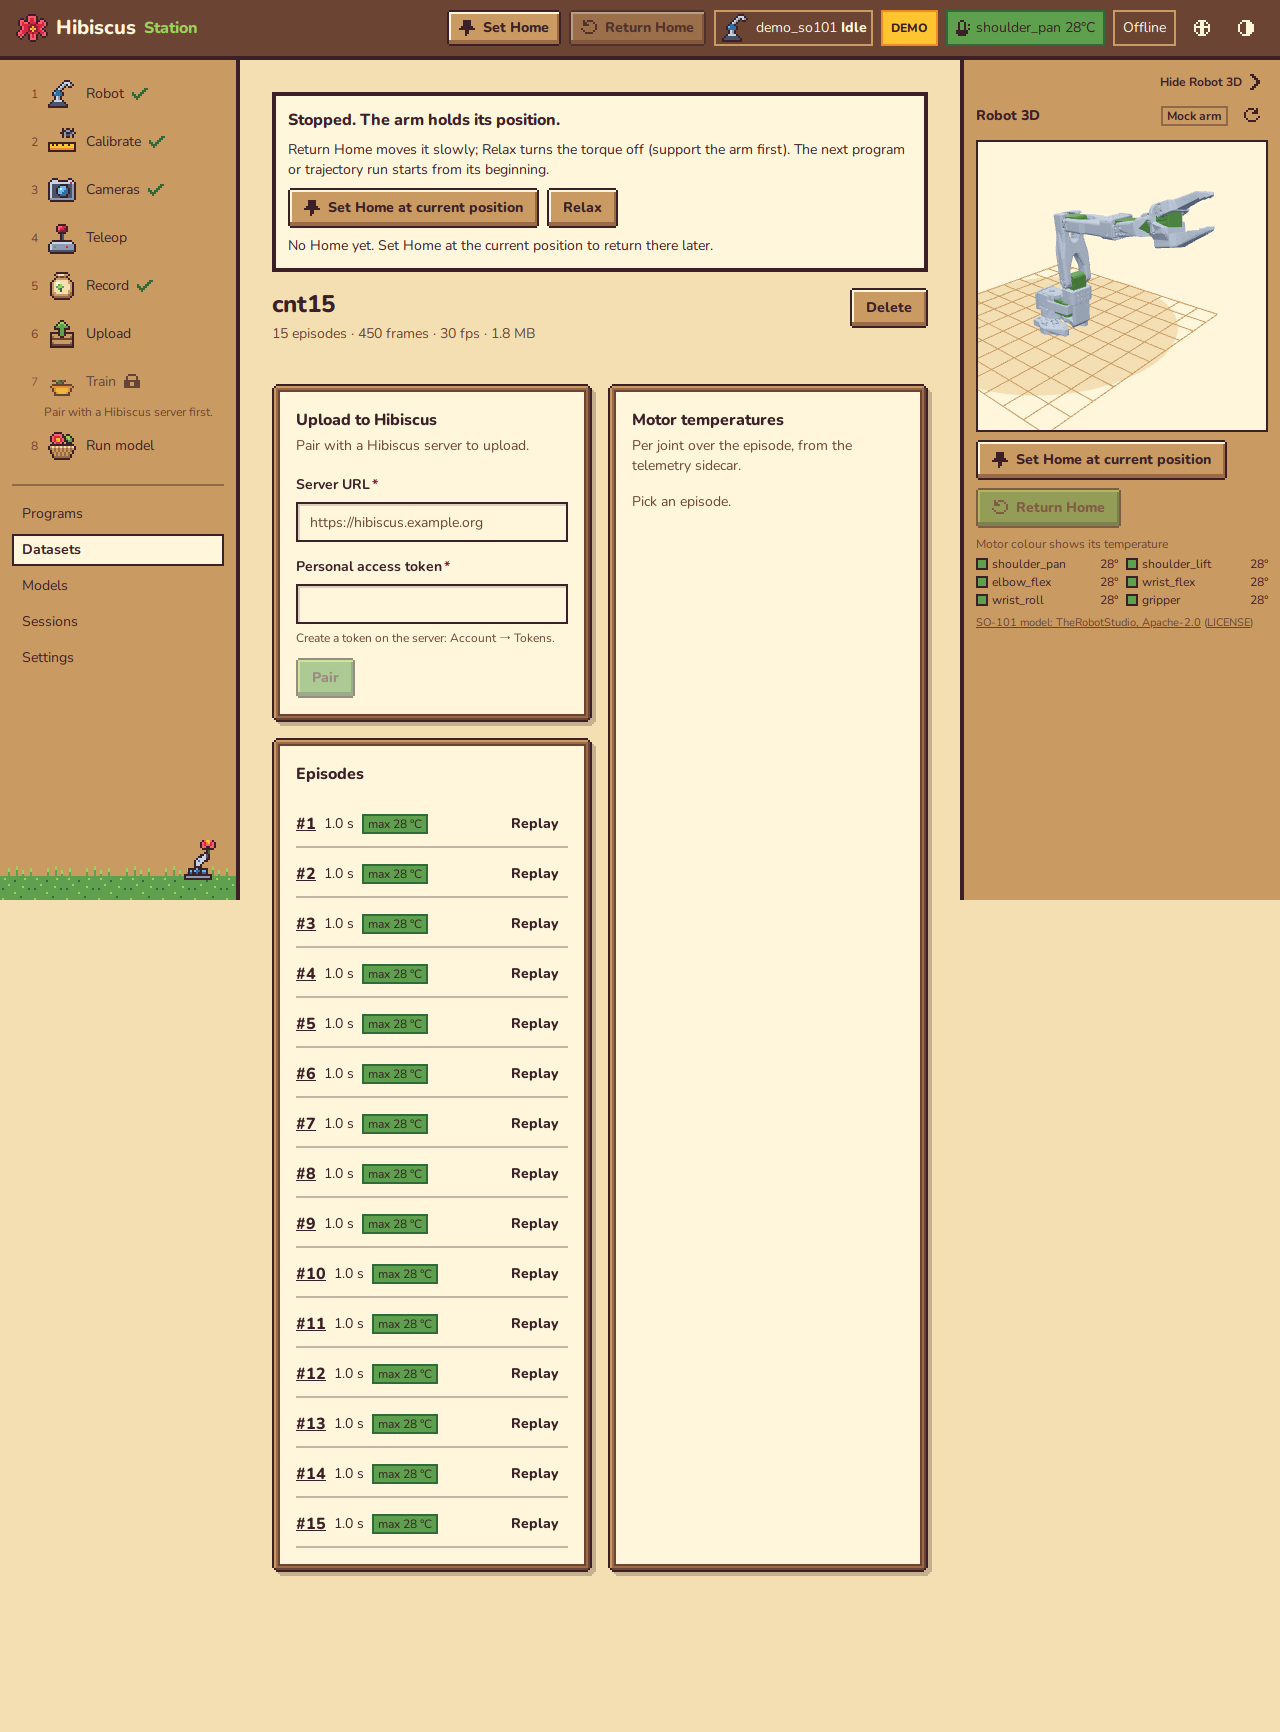 Hibiscus Station
Set Home
Return Home
demo_so101 Idle
DEMO
shoulder_pan 28°C
Offline
1 Robot
2 Calibrate
3 Cameras
4 Teleop
5 Record
6 Upload
7 Train
Pair with a Hibiscus server first.
8 Run model
Programs
Datasets
Models
Sessions
Settings
Stopped. The arm holds its position.
Return Home moves it slowly; Relax turns the torque off (support the arm first). The next program
or trajectory run starts from its beginning.
Set Home at current position
Relax
No Home yet. Set Home at the current position to return there later.
cnt15
Delete
15 episodes · 450 frames · 30 fps · 1.8 MB
Upload to Hibiscus
Pair with a Hibiscus server to upload.
Server URL*
https://hibiscus.example.org
Personal access token*
Create a token on the server: Account → Tokens.
Pair
Episodes
#1 1.0 s max 28 °C Replay
#2 1.0 s max 28 °C Replay
#3 1.0 s max 28 °C Replay
#4 1.0 s max 28 °C Replay
#5 1.0 s max 28 °C Replay
#6 1.0 s max 28 °C Replay
#7 1.0 s max 28 °C Replay
#8 1.0 s max 28 °C Replay
#9 1.0 s max 28 °C Replay
#10 1.0 s max 28 °C Replay
#11 1.0 s max 28 °C Replay
#12 1.0 s max 28 °C Replay
#13 1.0 s max 28 °C Replay
#14 1.0 s max 28 °C Replay
#15 1.0 s max 28 °C Replay
Motor temperatures
Per joint over the episode, from the
telemetry sidecar.
Pick an episode.
Hide Robot 3D
Robot 3D
Mock arm
Set Home at current position
Return Home
Motor colour shows its temperature
shoulder_pan 28° shoulder_lift 28°
elbow_flex 28° wrist_flex 28°
wrist_roll 28° gripper 28°
SO-101 model: TheRobotStudio, Apache-2.0 (LICENSE)